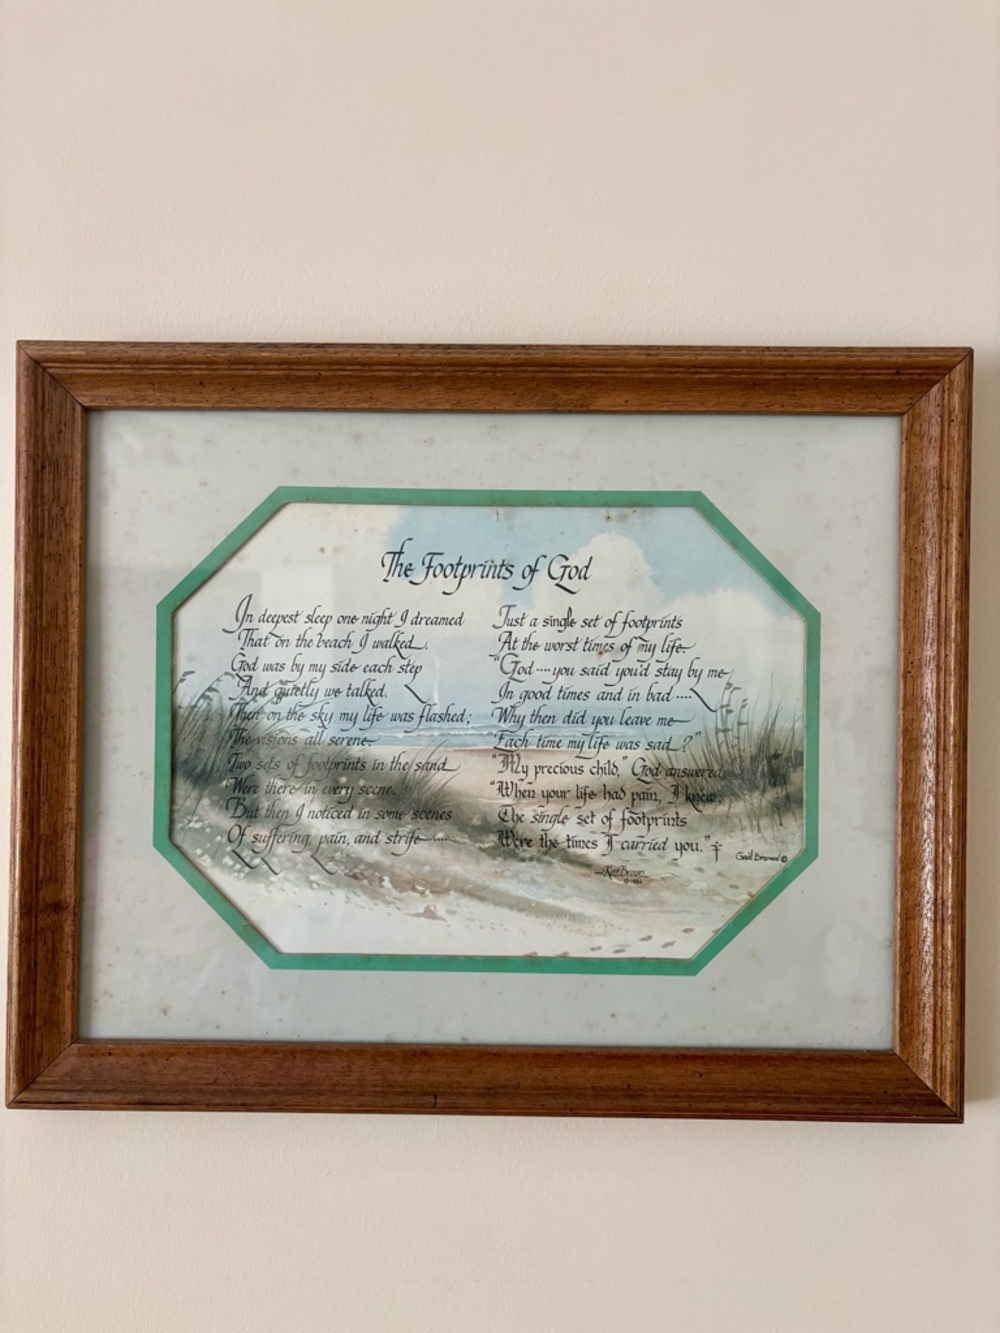 The Footprints of God
In deepest sleep one night I dreamed
That on the beach I walked.
God was by my side each step
And quietly we talked.
Then on the sky my life was flashed;
The visions all serene.
Two sets of footprints in the sand
Were there in every scene.
But then I noticed in some scenes
Of suffering, pain, and strife ....
Just a single set of footprints
At the worst times of my life.
"God .... you said you'd stay by me
In good times and in bad ....
Why then did you leave me
Each time my life was sad?"
"My precious child," God answered,
"When your life had pain, I knew;
The single set of footprints
Were the times I carried you."
Gail Brown ©
Brown
©